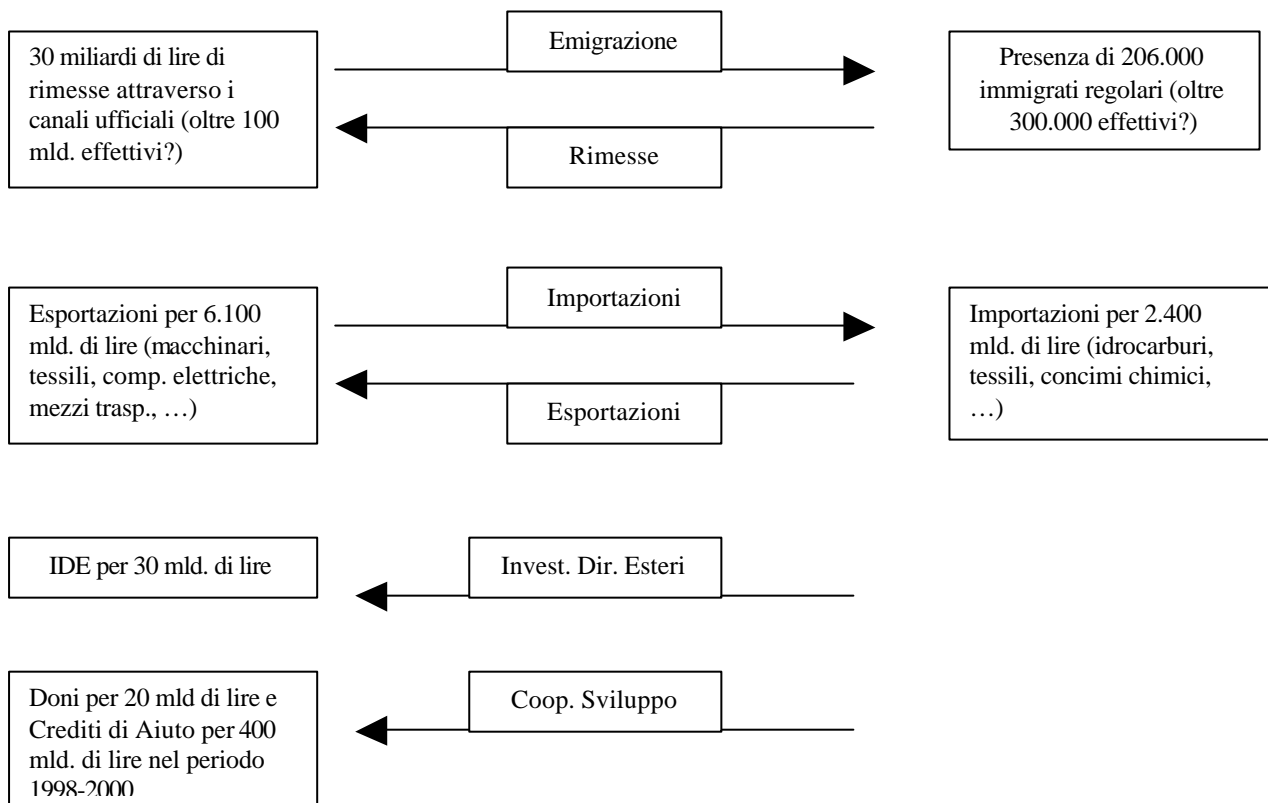 30 miliardi di lire di
rimesse attraverso i
canali ufficiali (oltre 100
mld. effettivi?)
Emigrazione
Rimesse
Presenza di 206.000
immigrati regolari (oltre
300.000 effettivi?)
Esportazioni per 6.100
mld. di lire (macchinari,
tessili, comp. elettriche,
mezzi trasp., …)
Importazioni
Esportazioni
Importazioni per 2.400
mld. di lire (idrocarburi,
tessili, concimi chimici,
…)
IDE per 30 mld. di lire
Invest. Dir. Esteri
Doni per 20 mld di lire e
Crediti di Aiuto per 400
mld. di lire nel periodo
1998-2000
Coop. Sviluppo